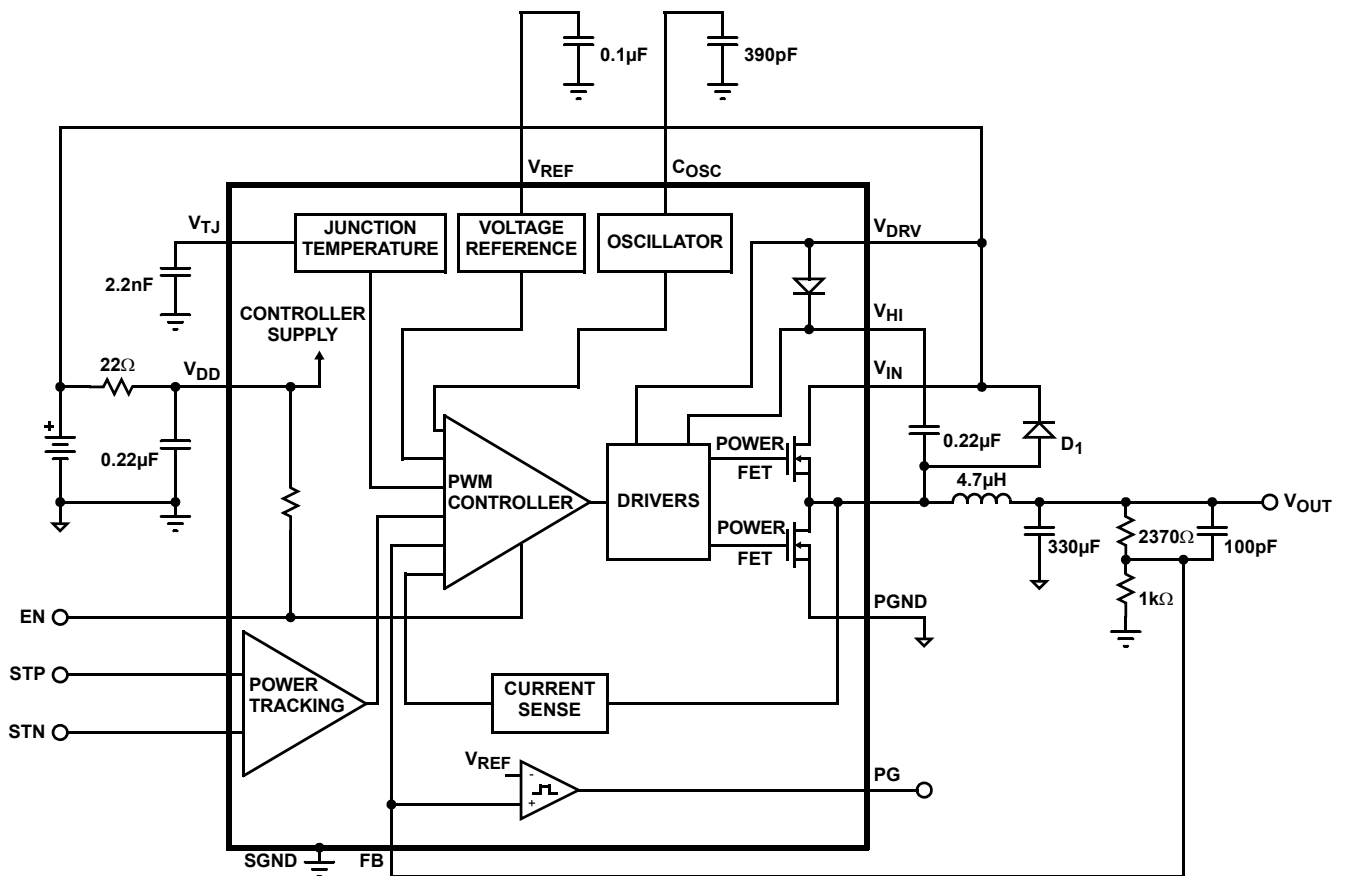 0.1µF
390pF
VREF
COSC
VTJ
JUNCTION
TEMPERATURE
VOLTAGE
REFERENCE
OSCILLATOR
VDRV
2.2nF
CONTROLLER
SUPPLY
VHI
22Ω
VDD
VIN
+
0.22µF
PWM
CONTROLLER
DRIVERS
POWER
FET
POWER
FET
0.22µF
D1
4.7µH
VOUT
330µF
2370Ω
100pF
1kΩ
EN
PGND
STP
STN
POWER
TRACKING
CURRENT
SENSE
VREF
-
+
PG
SGND
FB